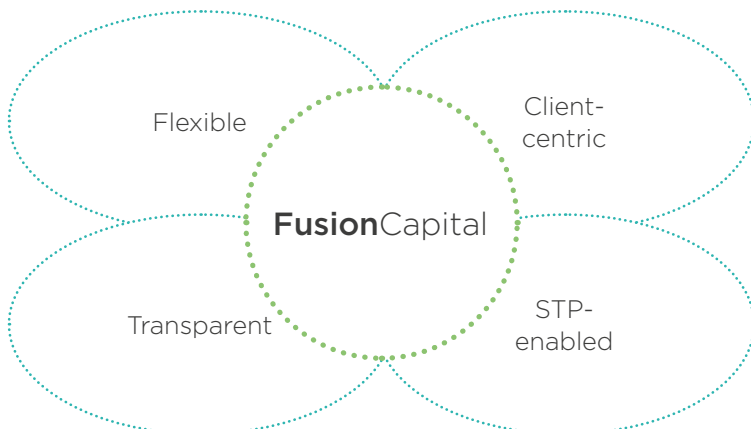 Flexible
Client-
centric
FusionCapital
Transparent
STP-
enabled